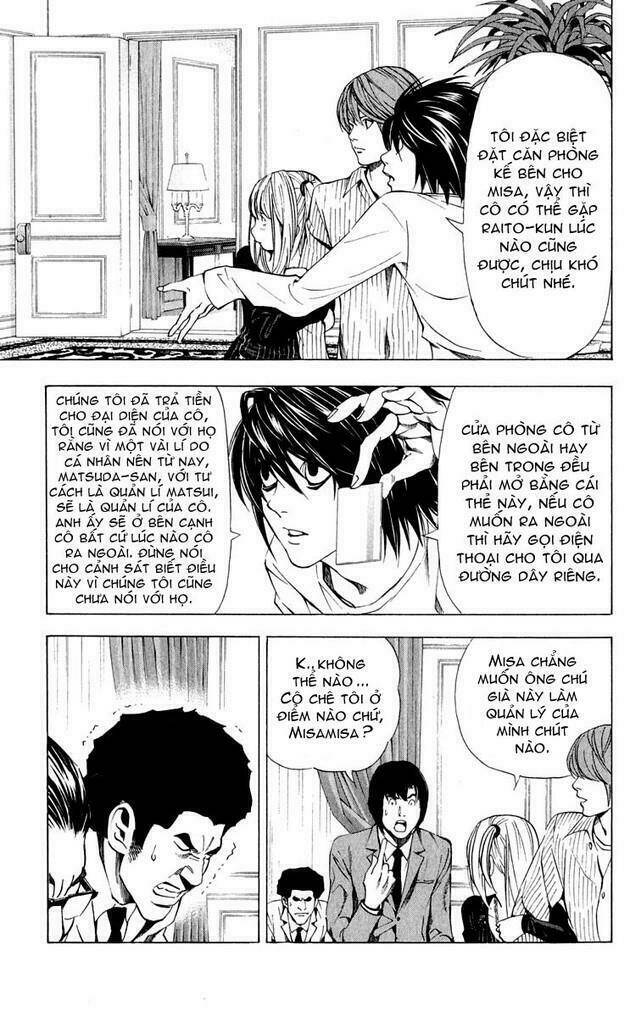 TÔI ĐẶC BIỆT
ĐẶT CĂN PHÒNG
KẾ BÊN CHO
MISA, VẬY THÌ
CÔ CÓ THỂ GẶP
RAITO-KUN LÚC
NÀO CŨNG
ĐƯỢC, CHỊU KHÓ
CHÚT NHÉ.
CỬA PHÒNG CÔ TỪ
BÊN NGOÀI HAY
BÊN TRONG ĐỀU
PHẢI MỞ BẰNG CÁI
THẺ NÀY, NẾU CÔ
MUỐN RA NGOÀI
THÌ HÃY GỌI ĐIỆN
THOẠI CHO TÔI QUA
ĐƯỜNG DÂY RIÊNG.
CHÚNG TÔI ĐÃ TRẢ TIỀN
CHO ĐẠI DIỆN CỦA CÔ,
TÔI CŨNG ĐÃ NÓI VỚI HỌ
RẰNG VÌ MỘT VÀI LÍ DO
CÁ NHÂN NÊN TỪ NAY,
MATSUDA-SAN, VỚI TƯ
CÁCH LÀ QUẢN LÍ MATSUI,
SẼ LÀ QUẢN LÍ CỦA CÔ.
ANH ẤY SẼ Ở BÊN CẠNH
CÔ BẤT CỨ LÚC NÀO CÔ
RA NGOÀI. ĐỪNG NÓI
CHO CẢNH SÁT BIẾT ĐIỀU
NÀY VÌ CHÚNG TÔI CŨNG
CHƯA NÓI VỚI HỌ.
MISA CHẲNG
MUỐN ÔNG CHÚ
GIÀ NÀY LÀM
QUẢN LÝ CỦA
MÌNH CHÚT
NÀO.
K..KHÔNG
THỂ NÀO...
CÔ CHÊ TÔI Ở
ĐIỂM NÀO CHỨ,
MISAMISA?